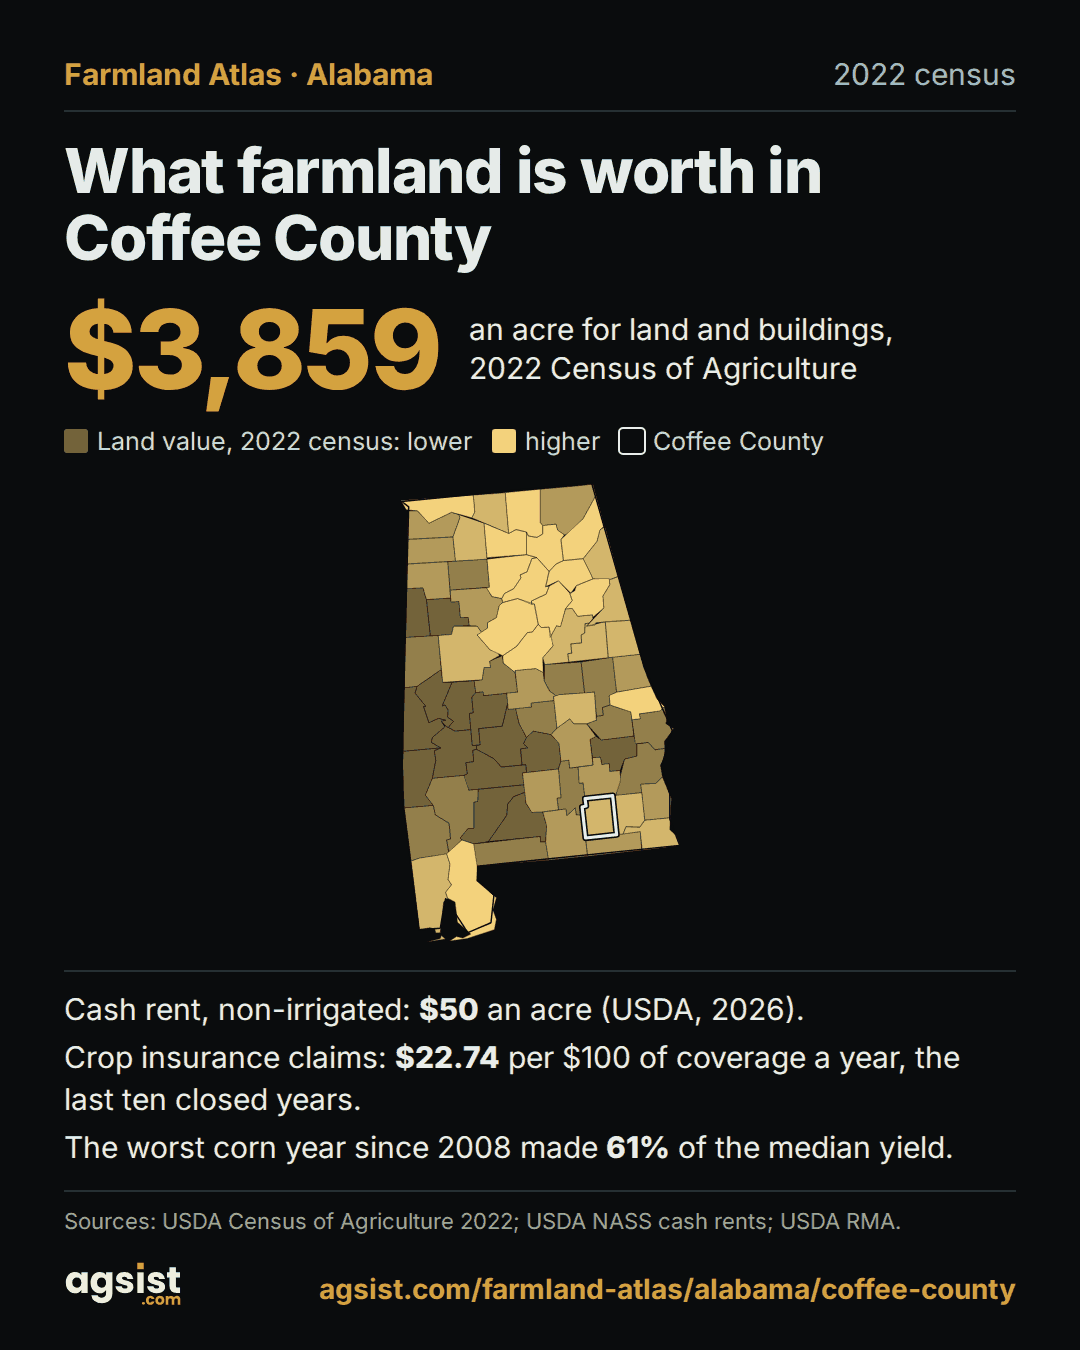 Farmland Atlas · Alabama
2022 census
What farmland is worth in
Coffee County
$3,859
an acre for land and buildings,
2022 Census of Agriculture
Land value, 2022 census: lower
higher
Coffee County
Cash rent, non-irrigated: $50 an acre (USDA, 2026).
Crop insurance claims: $22.74 per $100 of coverage a year, the
last ten closed years.
The worst corn year since 2008 made 61% of the median yield.
Sources: USDA Census of Agriculture 2022; USDA NASS cash rents; USDA RMA.
agsist
.com
agsist.com/farmland-atlas/alabama/coffee-county